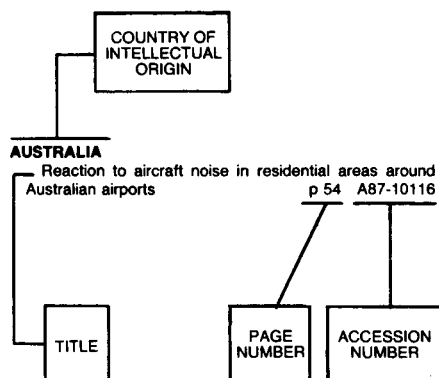 COUNTRY OF
INTELLECTUAL
ORIGIN
AUSTRALIA
Reaction to aircraft noise in residential areas around
Australian airports p 54 A87-10116
TITLE
PAGE
NUMBER
ACCESSION
NUMBER